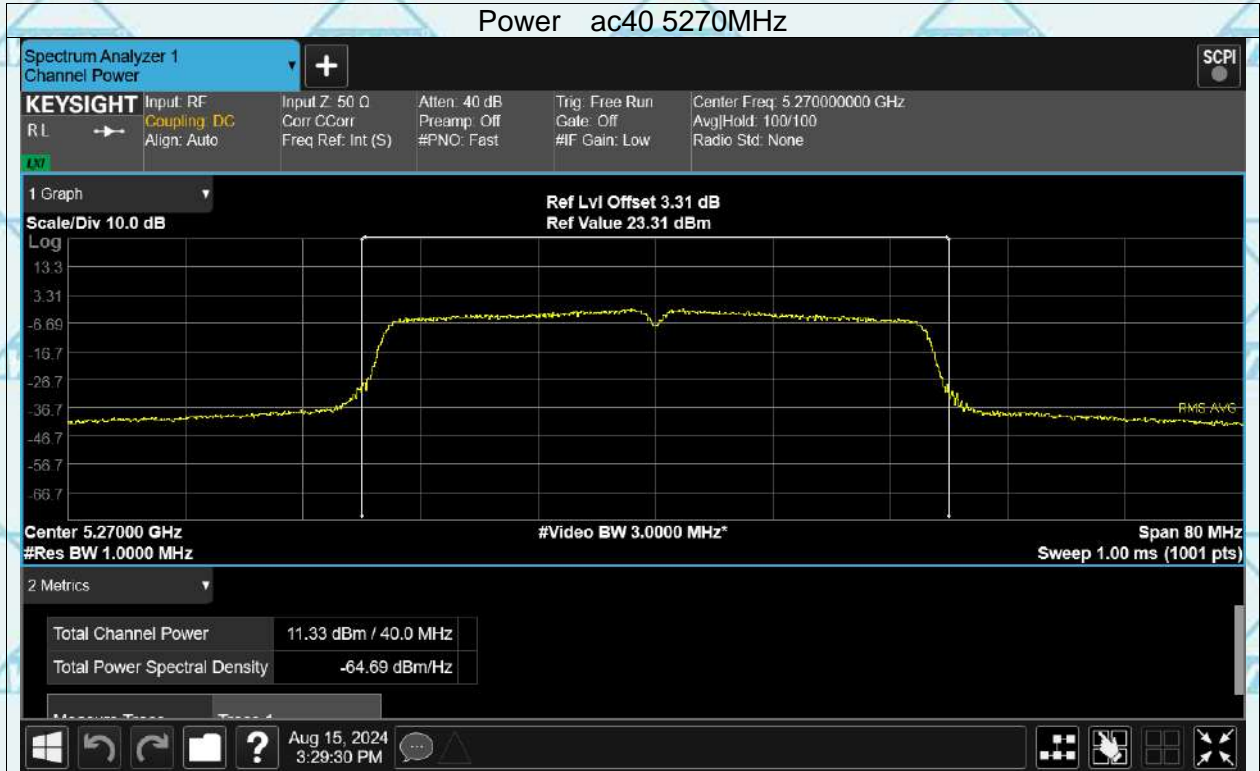 Power ac40 5270MHz
Spectrum Analyzer 1
Channel Power
+
SCPI
KEYSIGHT
RL
LXI
Input: RF
Coupling: DC
Align: Auto
Input Z: 50 Ω
Corr CCorr
Freq Ref: Int (S)
Atten: 40 dB
Preamp: Off
#PNO: Fast
Trig: Free Run
Gate: Off
#IF Gain: Low
Center Freq: 5.270000000 GHz
Avg|Hold: 100/100
Radio Std: None
1 Graph
Scale/Div 10.0 dB
Ref Lvl Offset 3.31 dB
Ref Value 23.31 dBm
Log
13.3
3.31
-6.69
-16.7
-26.7
-36.7
-46.7
-56.7
-66.7
RMS AVG
Center 5.27000 GHz
#Res BW 1.0000 MHz
#Video BW 3.0000 MHz*
Span 80 MHz
Sweep 1.00 ms (1001 pts)
2 Metrics
Total Channel Power 11.33 dBm / 40.0 MHz
Total Power Spectral Density -64.69 dBm/Hz
?
Aug 15, 2024
3:29:30 PM